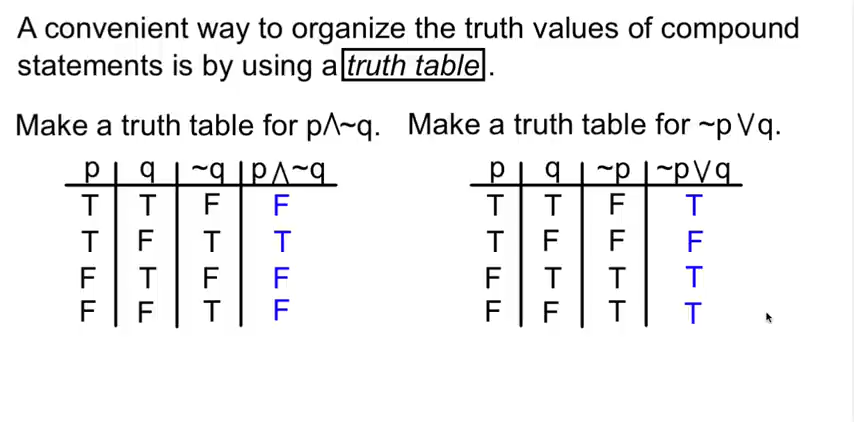 A convenient way to organize the truth values of compound
statements is by using a truth table.
Make a truth table for p∧~q.
p q ~q p∧~q
T T F F
T F T T
F T F F
F F T F
Make a truth table for ~p∨q.
p q ~p ~p∨q
T T F T
T F F F
F T T T
F F T T